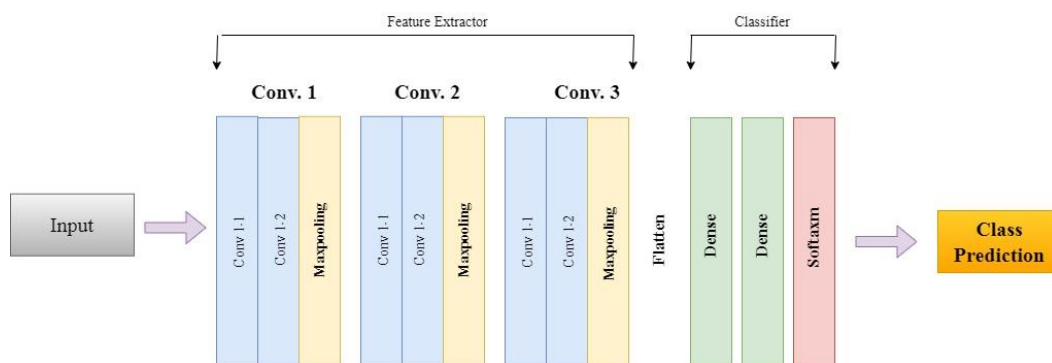 Feature Extractor
Classifier
Conv. 1
Conv. 2
Conv. 3
Input
Conv 1-1
Conv 1-2
Maxpooling
Conv 1-1
Conv 1-2
Maxpooling
Conv 1-1
Conv 1-2
Maxpooling
Flatten
Dense
Dense
Softaxm
Class
Prediction